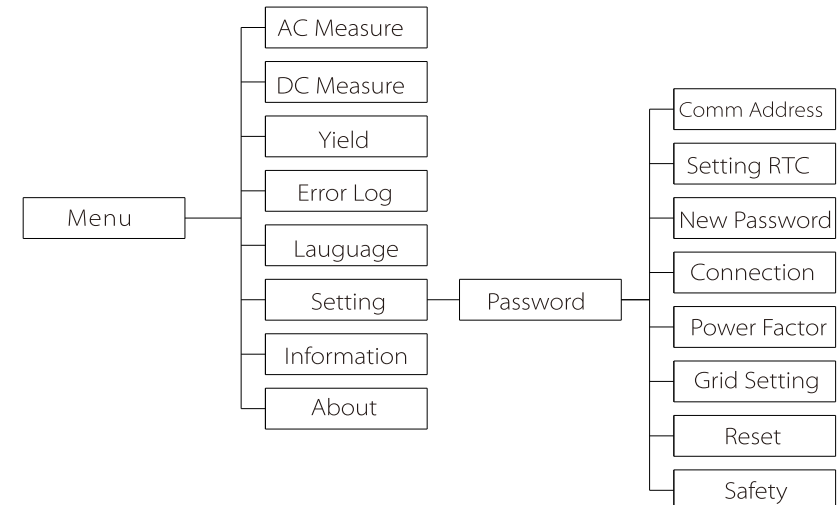 Menu
AC Measure
DC Measure
Yield
Error Log
Lauguage
Setting
Information
About
Password
Comm Address
Setting RTC
New Password
Connection
Power Factor
Grid Setting
Reset
Safety